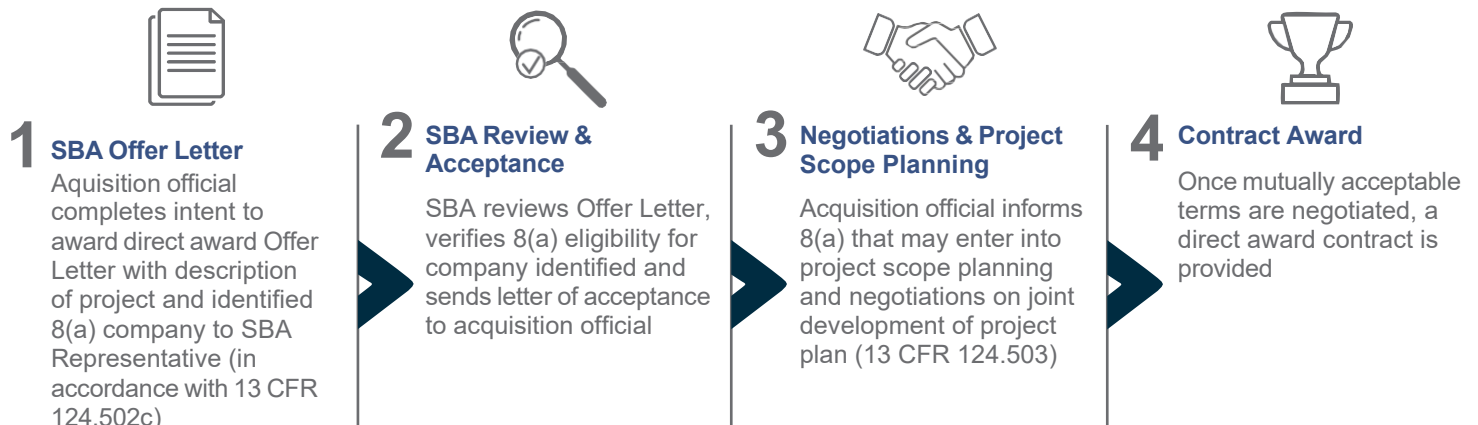 1 SBA Offer Letter
Aquisition official
completes intent to
award direct award Offer
Letter with description
of project and identified
8(a) company to SBA
Representative (in
accordance with 13 CFR
124.502c)
2 SBA Review &
Acceptance
SBA reviews Offer Letter,
verifies 8(a) eligibility for
company identified and
sends letter of acceptance
to acquisition official
3 Negotiations & Project
Scope Planning
Acquisition official informs
8(a) that may enter into
project scope planning
and negotiations on joint
development of project
plan (13 CFR 124.503)
4 Contract Award
Once mutually acceptable
terms are negotiated, a
direct award contract is
provided